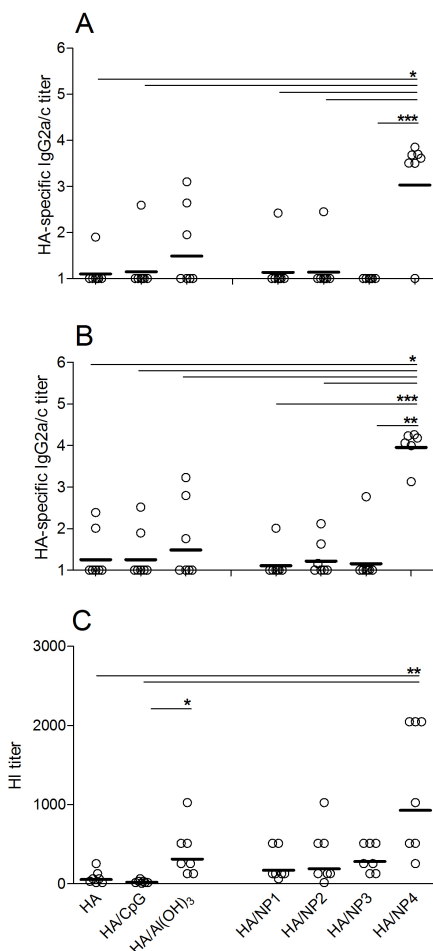 A
HA-specific IgG2a/c titer
6
5
4
3
2
1
*
***
B
HA-specific IgG2a/c titer
6
5
4
3
2
1
*
***
**
C
HI titer
3000
2000
1000
0
**
*
HA
HA/CpG
HA/Al(OH)3
HA/NP1
HA/NP2
HA/NP3
HA/NP4